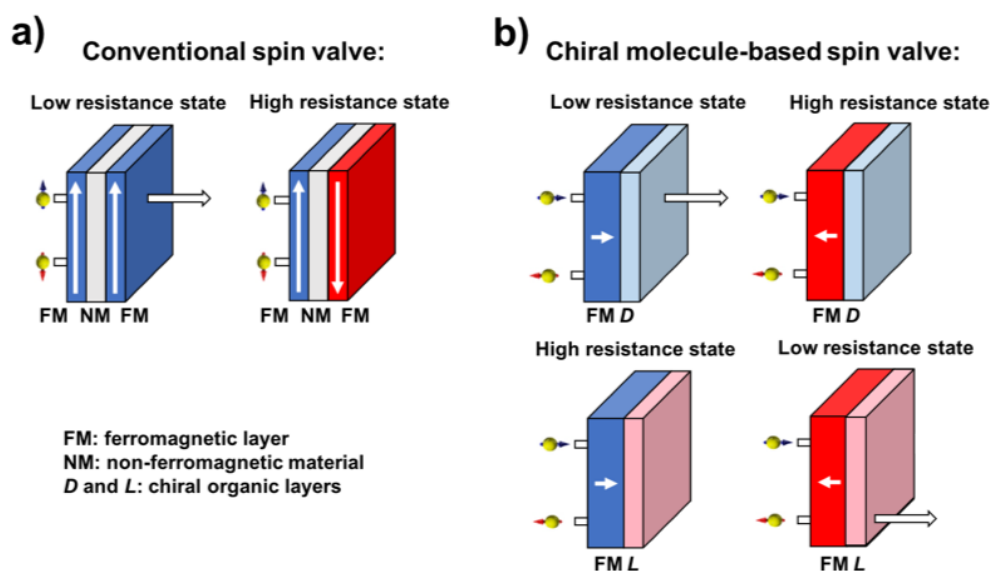 a)
Conventional spin valve:
Low resistance state
High resistance state
FM NM FM
FM NM FM
FM: ferromagnetic layer
NM: non-ferromagnetic material
D and L: chiral organic layers
b)
Chiral molecule-based spin valve:
Low resistance state
High resistance state
FM D
FM D
High resistance state
Low resistance state
FM L
FM L